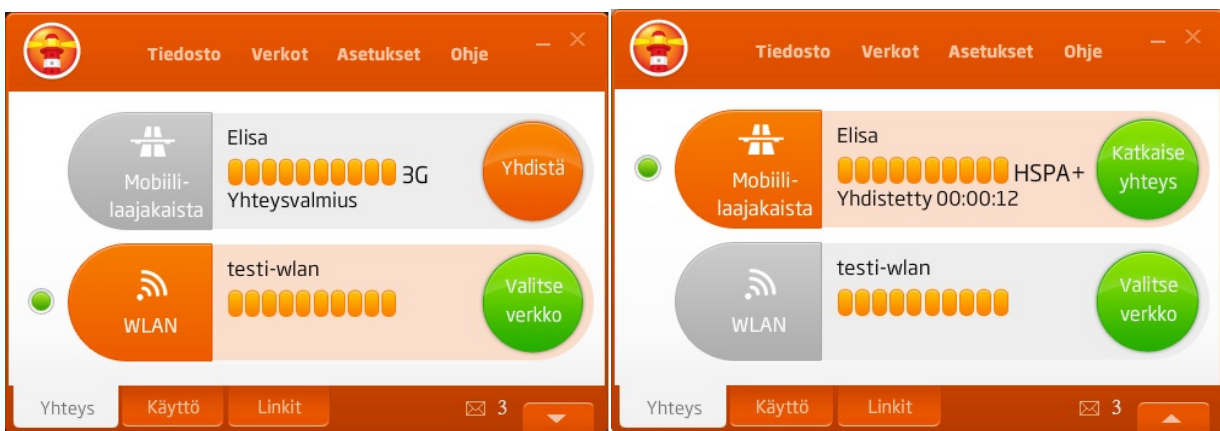 Tiedosto Verkot Asetukset Ohje
Elisa
3G
Mobiili-
laajakaista
Yhteysvalmius
Yhdistä
testi-wlan
WLAN
Valitse
verkko
Yhteys Käyttö Linkit 3
Tiedosto Verkot Asetukset Ohje
Elisa
HSPA+
Mobiili-
laajakaista
Yhdistetty 00:00:12
Katkaise
yhteys
testi-wlan
WLAN
Valitse
verkko
Yhteys Käyttö Linkit 3